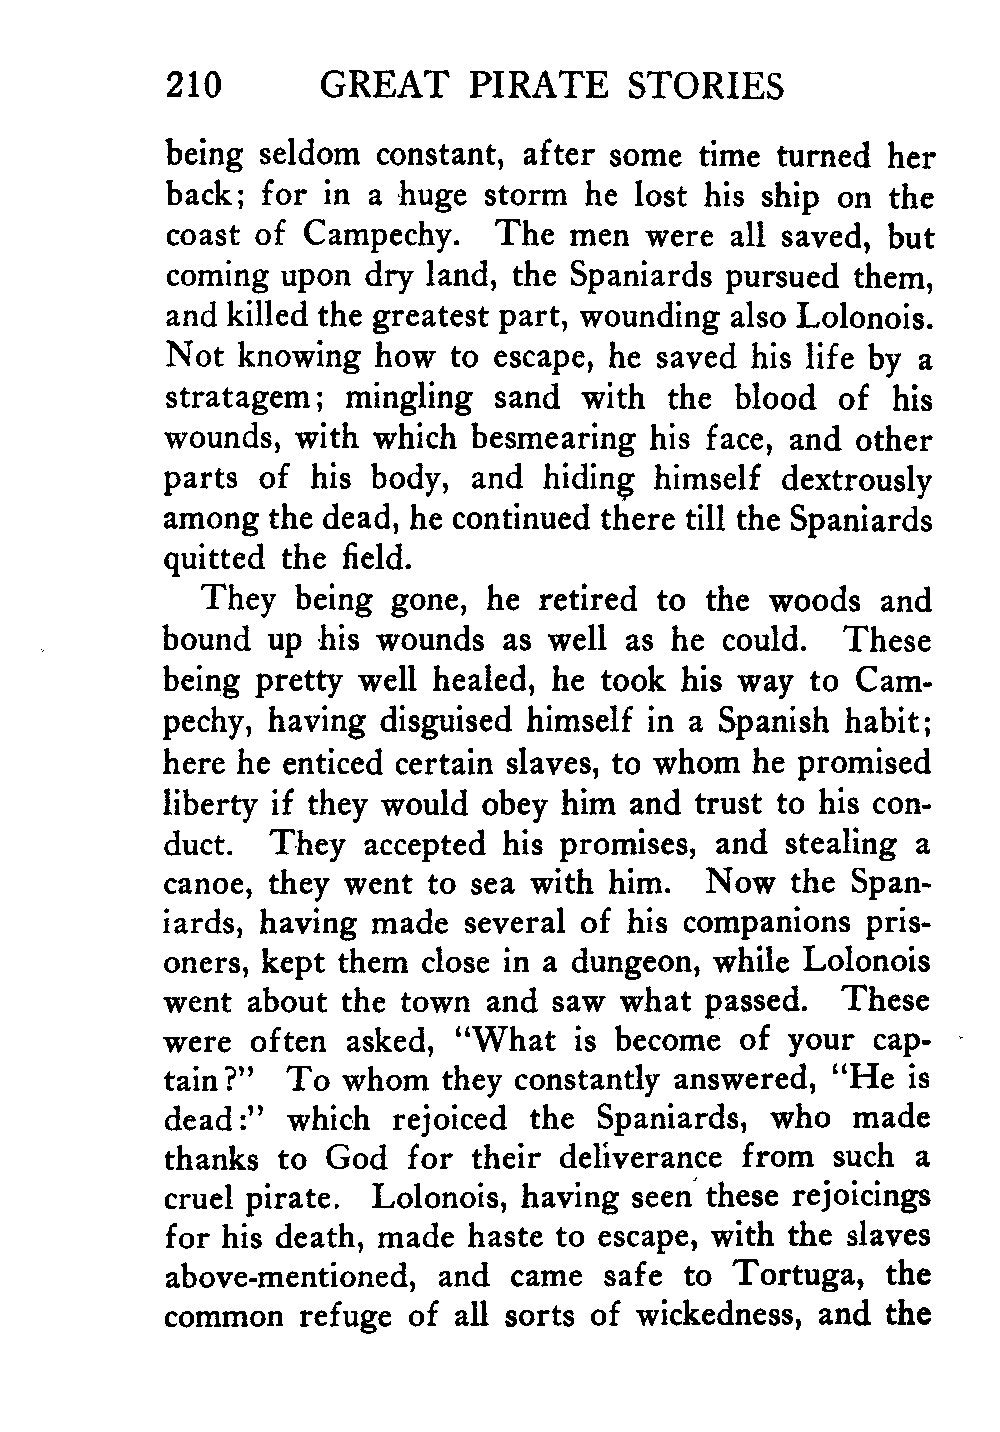 210 GREAT PIRATE STORIES
being seldom constant, after some time turned her
back; for in a huge storm he lost his ship on the
coast of Campechy. The men were all saved, but
coming upon dry land, the Spaniards pursued them,
and killed the greatest part, wounding also Lolonois.
Not knowing how to escape, he saved his life by a
stratagem; mingling sand with the blood of his
wounds, with which besmearing his face, and other
parts of his body, and hiding himself dextrously
among the dead, he continued there till the Spaniards
quitted the field.
They being gone, he retired to the woods and
bound up his wounds as well as he could. These
being pretty well healed, he took his way to Cam-
pechy, having disguised himself in a Spanish habit;
here he enticed certain slaves, to whom he promised
liberty if they would obey him and trust to his con-
duct. They accepted his promises, and stealing a
canoe, they went to sea with him. Now the Span-
iards, having made several of his companions pris-
oners, kept them close in a dungeon, while Lolonois
went about the town and saw what passed. These
were often asked, “What is become of your cap-
tain?” To whom they constantly answered, “He is
dead:” which rejoiced the Spaniards, who made
thanks to God for their deliverance from such a
cruel pirate. Lolonois, having seen these rejoicings
for his death, made haste to escape, with the slaves
above-mentioned, and came safe to Tortuga, the
common refuge of all sorts of wickedness, and the